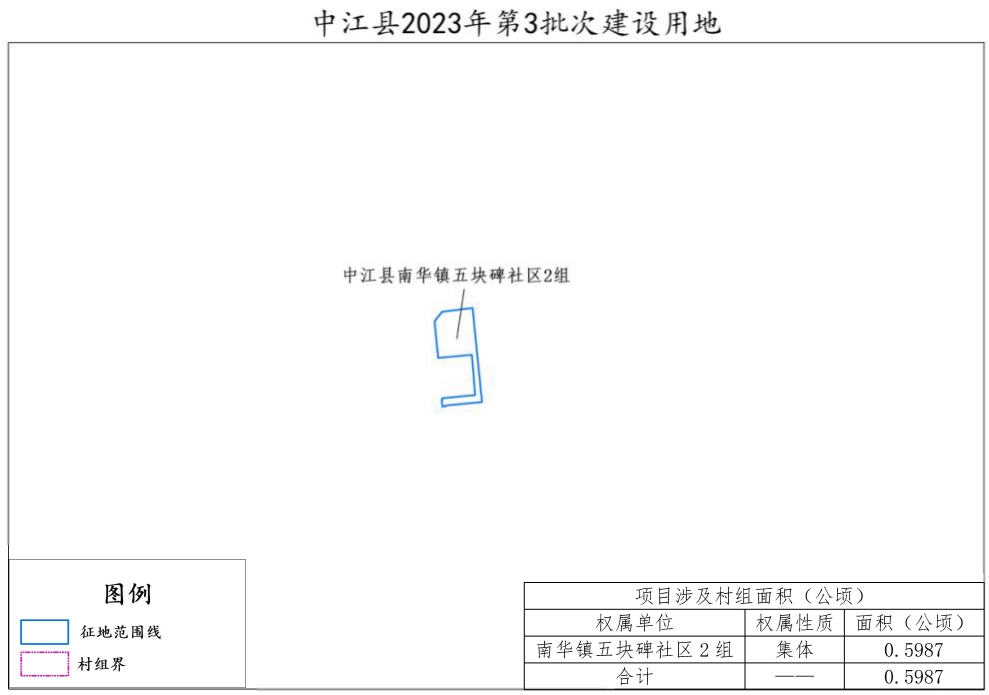 中江县2023年第3批次建设用地
中江县南华镇五块碑社区2组
图例
征地范围线
村组界
项目涉及村组面积（公顷）
权属单位 权属性质 面积（公顷）
南华镇五块碑社区2组 集体 0.5987
合计 —— 0.5987